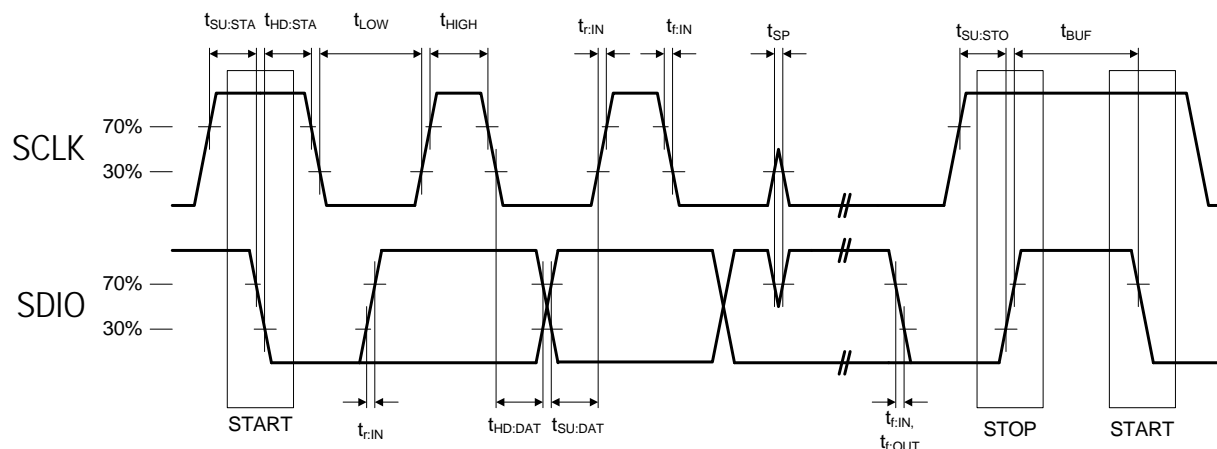 tSU:STA tHD:STA tLOW tHIGH tr:IN tf:IN tSP tSU:STO tBUF
SCLK
70%
30%
SDIO
70%
30%
START
tr:IN
tHD:DAT tSU:DAT
tf:IN,
tf:OUT
STOP
START